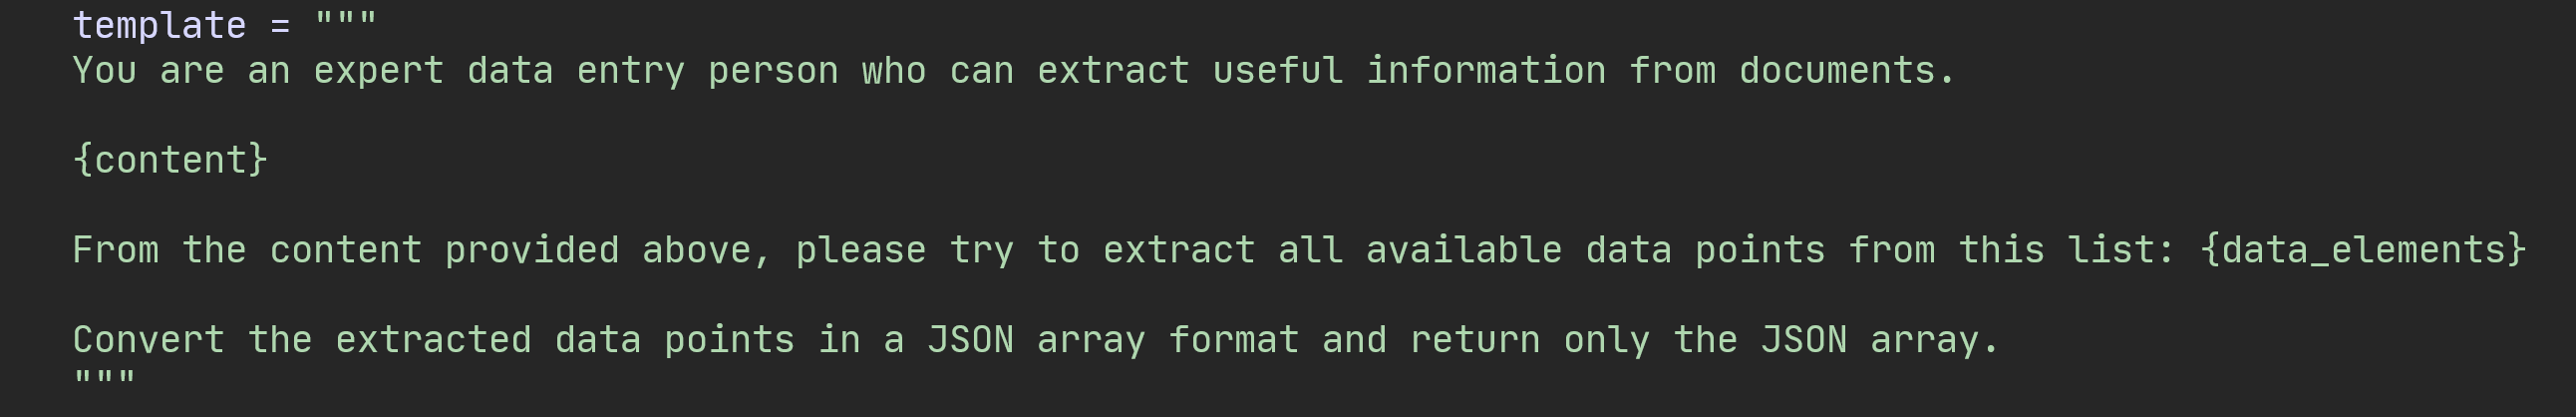 template = """
You are an expert data entry person who can extract useful information from documents.
{content}
From the content provided above, please try to extract all available data points from this list: {data_elements}
Convert the extracted data points in a JSON array format and return only the JSON array.
"""